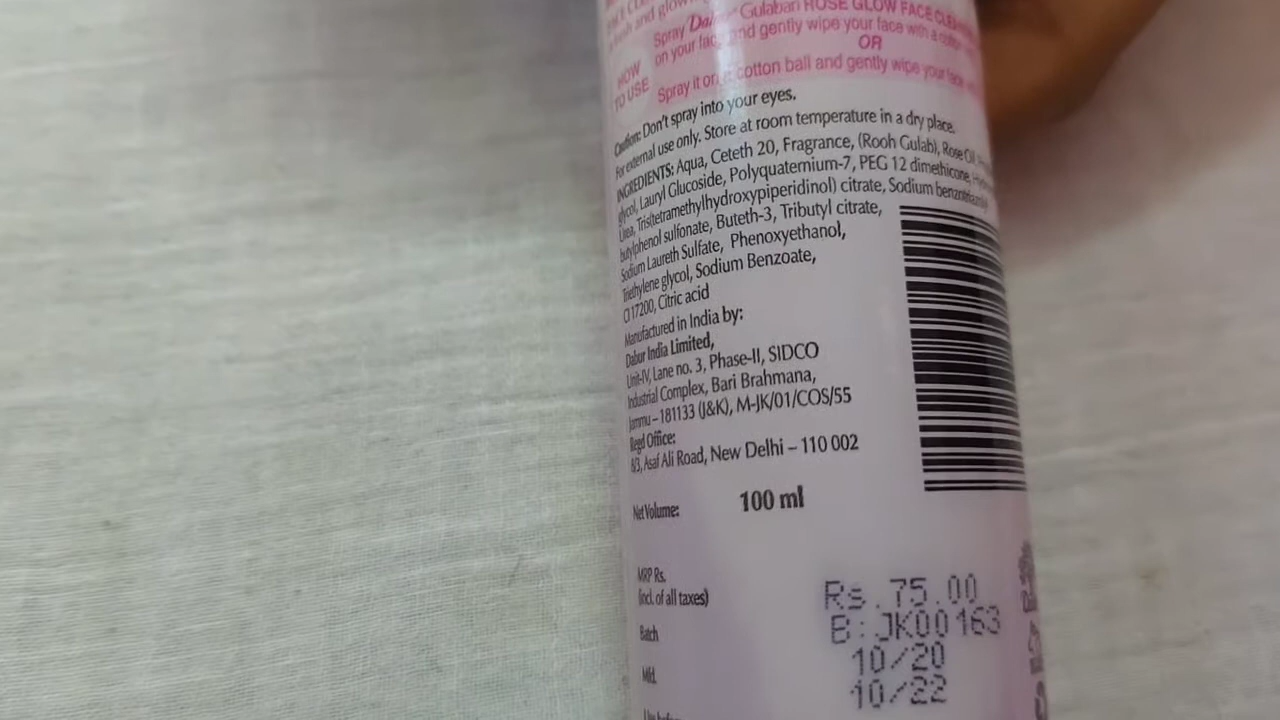 and glow
Spray Dabur Gulabari ROSE GLOW FACE
on your face and gently wipe your face with a
OR
HOW TO USE
Spray it on a cotton ball and gently wipe your face
Caution: Don't spray into your eyes.
For external use only. Store at room temperature in a dry place.
INGREDIENTS: Aqua, Ceteth 20, Fragrance, (Rooh Gulab), Rose Oil,
glycol, Lauryl Glucoside, Polyquaternium-7, PEG 12 dimethicone,
Urea, Tris(tetramethylhydroxypiperidinol) citrate, Sodium
butylphenol sulfonate, Buteth-3, Tributyl citrate,
Sodium Laureth Sulfate, Phenoxyethanol,
Triethylene glycol, Sodium Benzoate,
CI 17200, Citric acid
Manufactured in India by:
Dabur India Limited,
Unit-IV, Lane no. 3, Phase-II, SIDCO
Industrial Complex, Bari Brahmana,
Jammu – 181133 (J&K), M-JK/01/COS/55
Regd Office:
8/3, Asaf Ali Road, New Delhi – 110 002
Net Volume: 100 ml
MRP Rs.
(incl. of all taxes) Rs.75.00
Batch B:JK00163
Mfd. 10/20
10/22